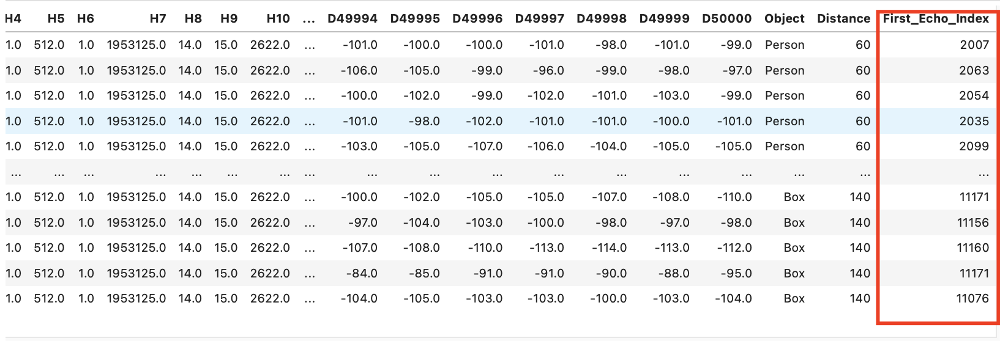 H4 H5 H6 H7 H8 H9 H10 ... D49994 D49995 D49996 D49997 D49998 D49999 D50000 Object Distance First_Echo_Index
1.0 512.0 1.0 1953125.0 14.0 15.0 2622.0 ... -101.0 -100.0 -100.0 -101.0 -98.0 -101.0 -99.0 Person 60 2007
1.0 512.0 1.0 1953125.0 14.0 15.0 2622.0 ... -106.0 -105.0 -99.0 -96.0 -99.0 -98.0 -97.0 Person 60 2063
1.0 512.0 1.0 1953125.0 14.0 15.0 2622.0 ... -100.0 -102.0 -99.0 -102.0 -101.0 -103.0 -99.0 Person 60 2054
1.0 512.0 1.0 1953125.0 14.0 15.0 2622.0 ... -101.0 -98.0 -102.0 -101.0 -101.0 -100.0 -101.0 Person 60 2035
1.0 512.0 1.0 1953125.0 14.0 15.0 2622.0 ... -103.0 -105.0 -107.0 -106.0 -104.0 -105.0 -105.0 Person 60 2099
... ... ... ... ... ... ... ... ... ... ... ... ... ... ... ... ...
1.0 512.0 1.0 1953125.0 14.0 15.0 2622.0 ... -100.0 -102.0 -105.0 -105.0 -107.0 -108.0 -110.0 Box 140 11171
1.0 512.0 1.0 1953125.0 14.0 15.0 2622.0 ... -97.0 -104.0 -103.0 -100.0 -98.0 -97.0 -98.0 Box 140 11156
1.0 512.0 1.0 1953125.0 14.0 15.0 2622.0 ... -107.0 -108.0 -110.0 -113.0 -114.0 -113.0 -112.0 Box 140 11160
1.0 512.0 1.0 1953125.0 14.0 15.0 2622.0 ... -84.0 -85.0 -91.0 -91.0 -90.0 -88.0 -95.0 Box 140 11171
1.0 512.0 1.0 1953125.0 14.0 15.0 2622.0 ... -104.0 -105.0 -103.0 -103.0 -100.0 -103.0 -104.0 Box 140 11076